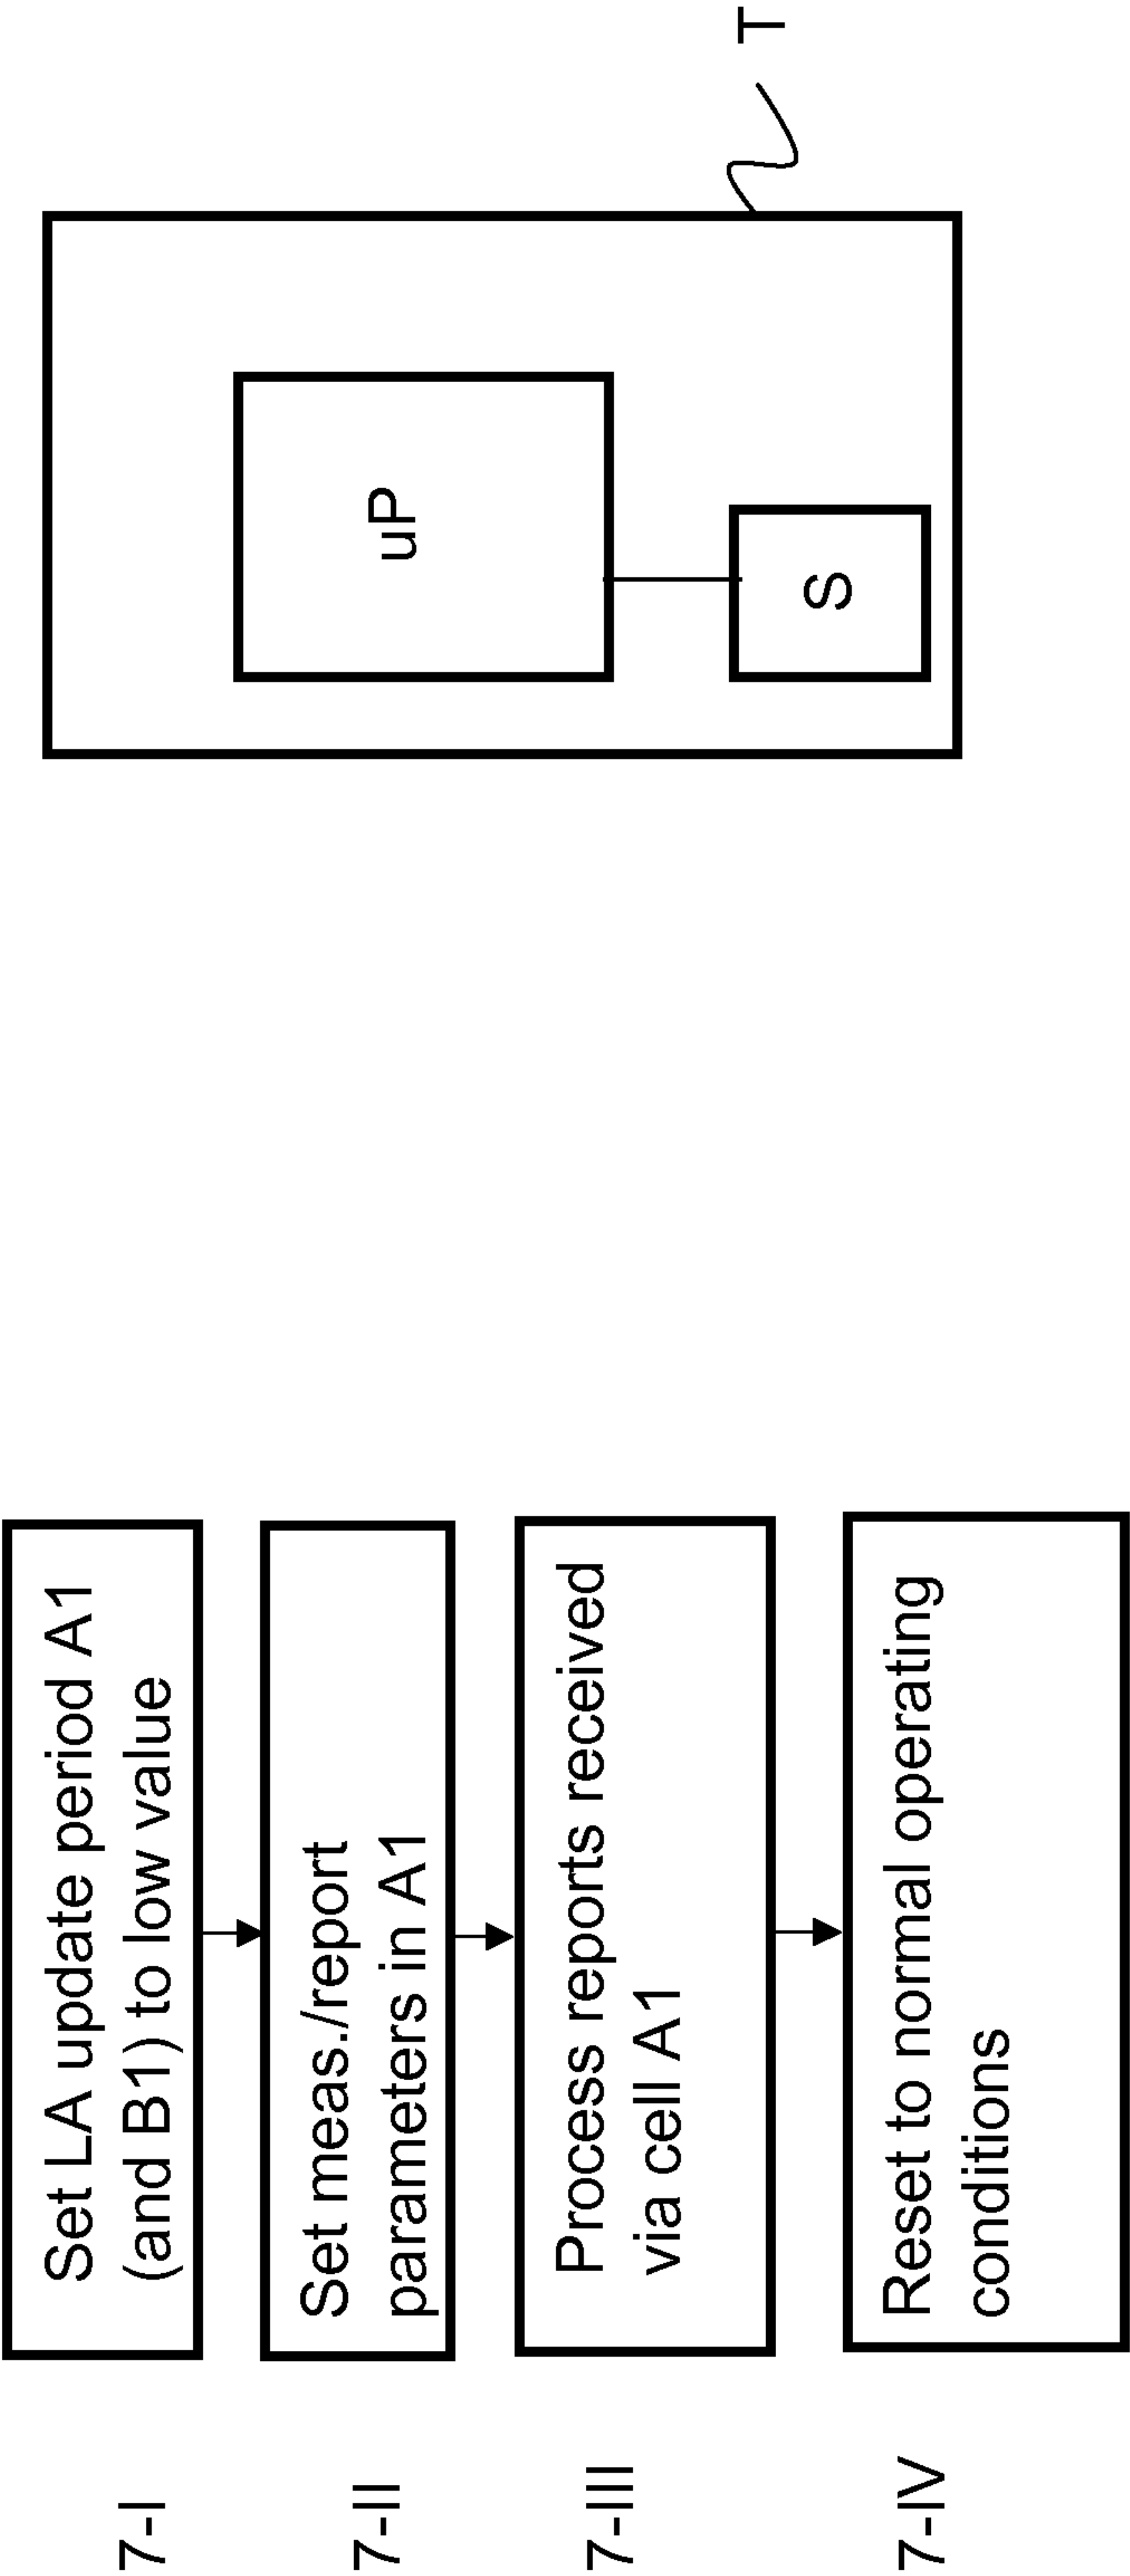 7-I
Set LA update period A1
(and B1) to low value
7-II
Set meas./report
parameters in A1
7-III
Process reports received
via cell A1
7-IV
Reset to normal operating
conditions
uP
S
T